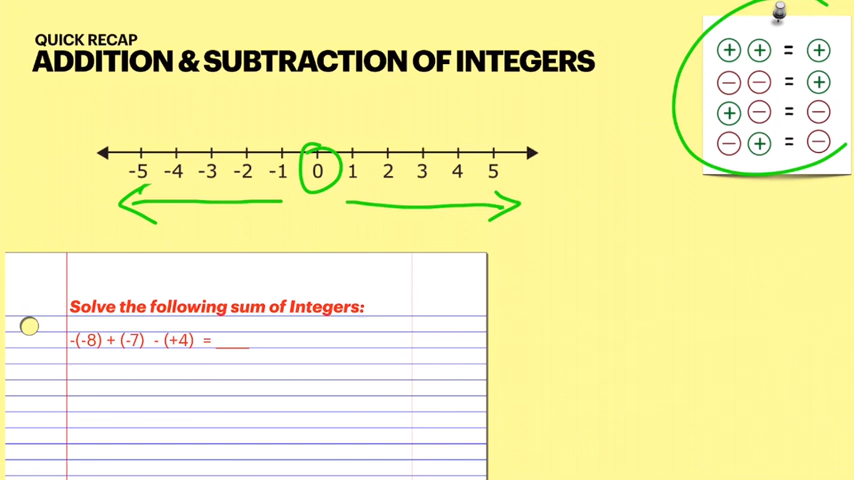 QUICK RECAP
ADDITION & SUBTRACTION OF INTEGERS
+ + = +
- - = +
+ - = -
- + = -
-5 -4 -3 -2 -1 0 1 2 3 4 5
Solve the following sum of Integers:
-(-8) + (-7) - (+4) = ____